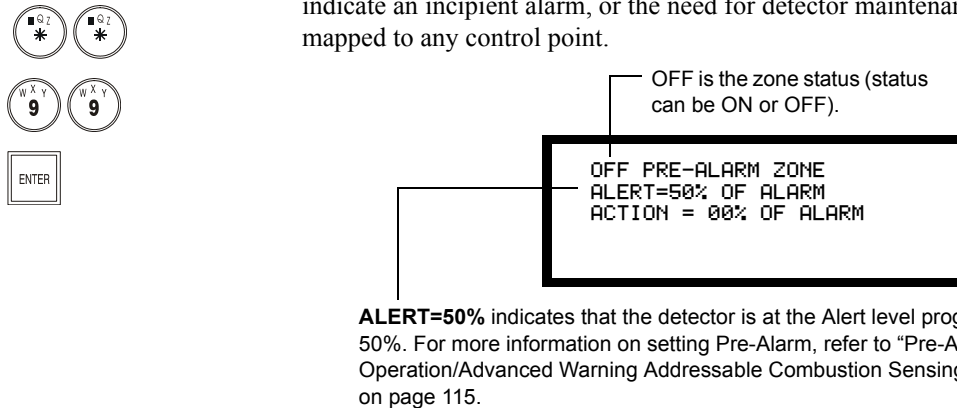 indicate an incipient alarm, or the need for detector
mapped to any control point.
■ Q Z * ■ Q Z *
W X Y 9 W X Y 9
ENTER
OFF is the zone status (status
can be ON or OFF).
OFF PRE-ALARM ZONE
ALERT=50% OF ALARM
ACTION = 00% OF ALARM
ALERT=50% indicates that the detector is at the Alert level
50%. For more information on setting Pre-Alarm, refer to
Operation/Advanced Warning Addressable Combustion Sensing
on page 115.